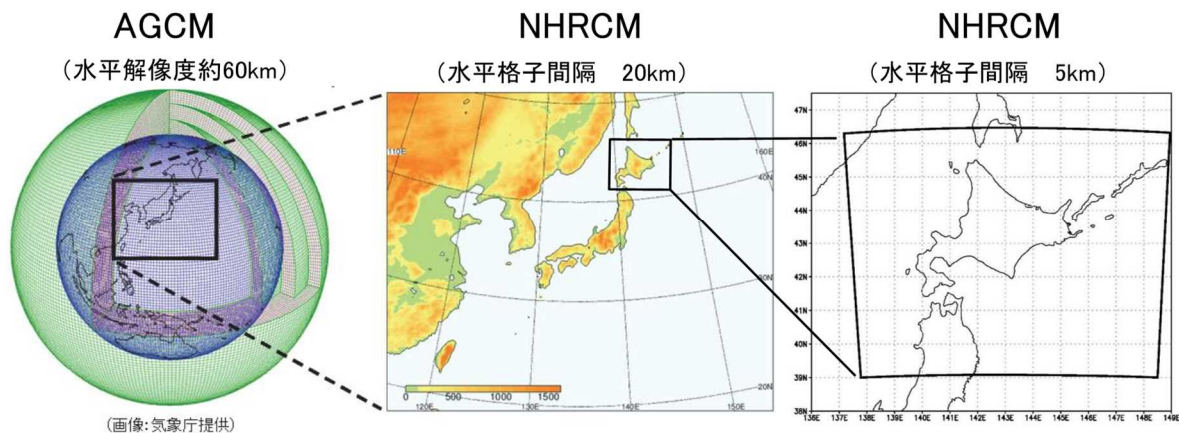 AGCM
(水平解像度約60km)
(画像:気象庁提供)
NHRCM
(水平格子間隔 20km)
110E
160E
40N
30N
20N
0 500 1000 1500
120E 130E 140E 150E
NHRCM
(水平格子間隔 5km)
47N
46N
45N
44N
43N
42N
41N
40N
39N
38N
136E 137E 138E 139E 140E 141E 142E 143E 144E 145E 146E 147E 148E 149E